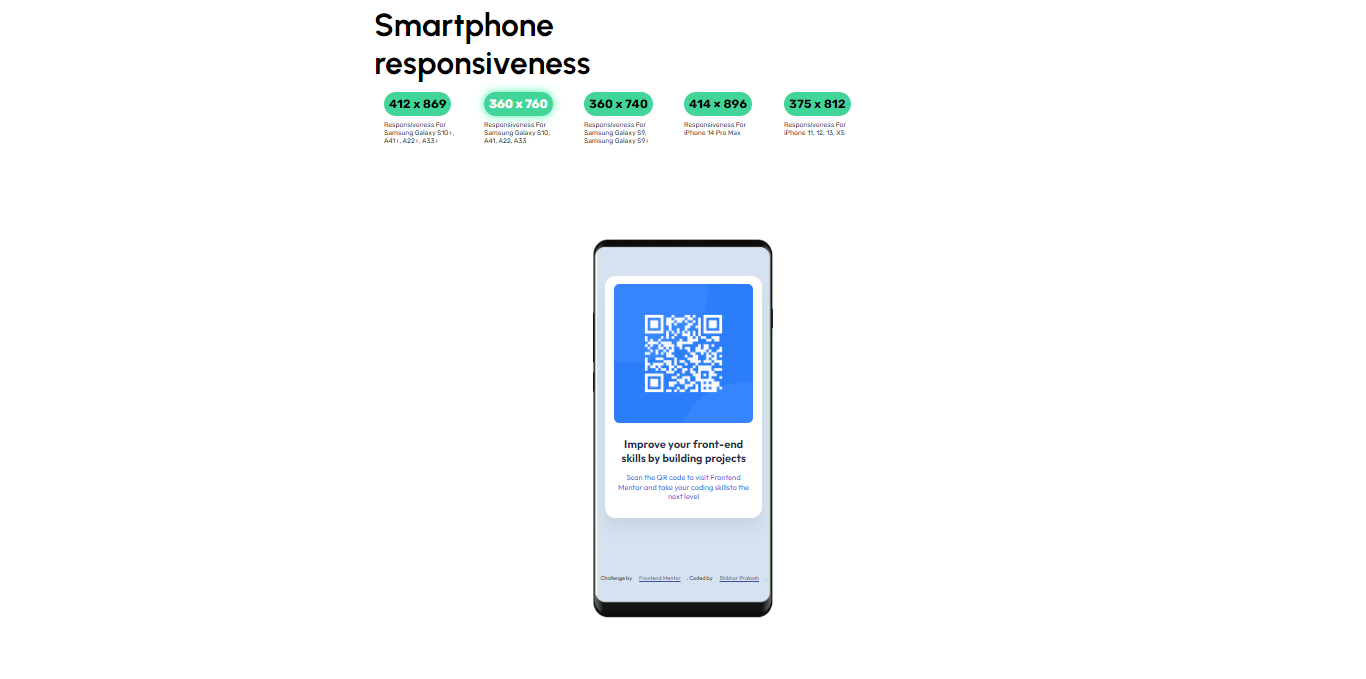 Smartphone
responsiveness
412 x 869
360 x 760
360 x 740
414 x 896
375 x 812
Responsiveness For
Samsung Galaxy S10+,
A41+, A22+, A33+
Responsiveness For
Samsung Galaxy S10,
A41, A22, A33
Responsiveness For
Samsung Galaxy S9,
Samsung Galaxy S9+
Responsiveness For
iPhone 14 Pro Max
Responsiveness For
iPhone 11, 12, 13, XS
Improve your front-end
skills by building projects
Scan the QR code to visit Frontend
Mentor and take your coding skillsto the
next level
Challenge by Frontend Mentor . Coded by Shikhar Prakash .